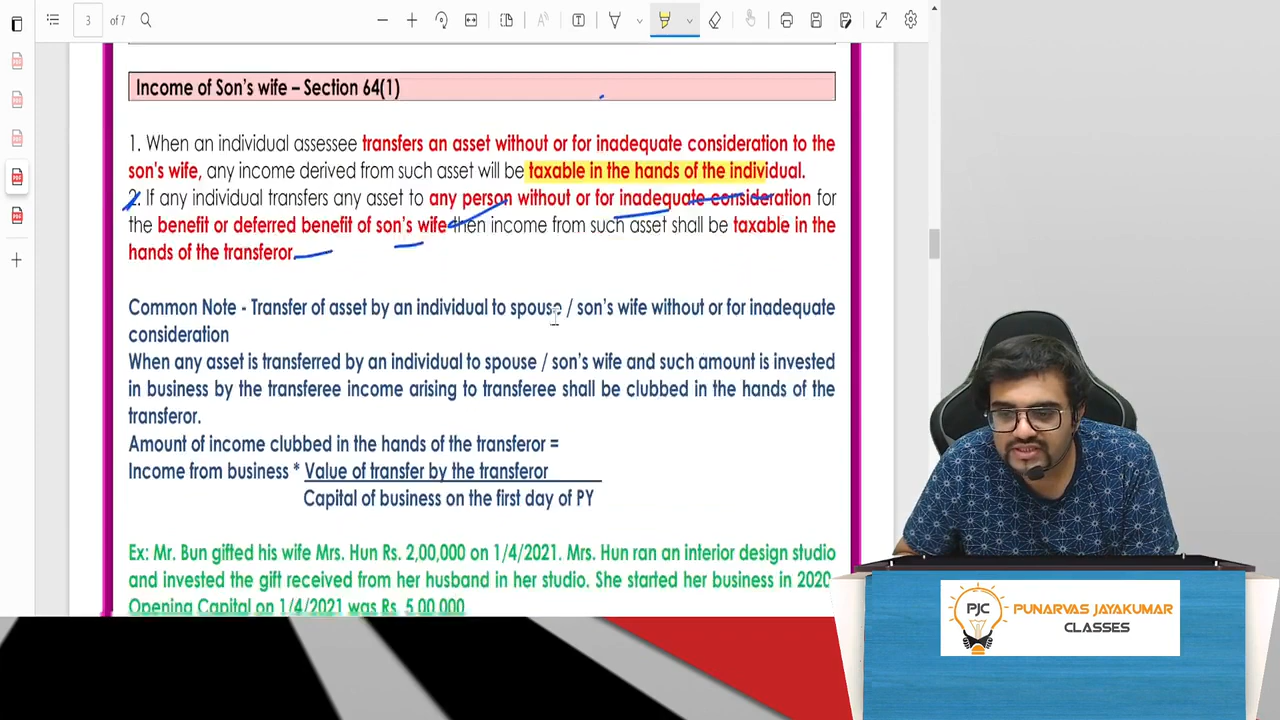 3 of 7
Income of Son's wife – Section 64(1)
1. When an individual assessee transfers an asset without or for inadequate consideration to the
son's wife, any income derived from such asset will be taxable in the hands of the individual.
2. If any individual transfers any asset to any person without or for inadequate consideration for
the benefit or deferred benefit of son's wife then income from such asset shall be taxable in the
hands of the transferor.
Common Note - Transfer of asset by an individual to spouse / son's wife without or for inadequate
consideration
When any asset is transferred by an individual to spouse / son's wife and such amount is invested
in business by the transferee income arising to transferee shall be clubbed in the hands of the
transferor.
Amount of income clubbed in the hands of the transferor =
Income from business * Value of transfer by the transferor
Capital of business on the first day of PY
Ex: Mr. Bun gifted his wife Mrs. Hun Rs. 2,00,000 on 1/4/2021. Mrs. Hun ran an interior design studio
and invested the gift received from her husband in her studio. She started her business in 2020
Opening Capital on 1/4/2021 was Rs. 5,00,000
PJC
PUNARVAS JAYAKUMAR
CLASSES